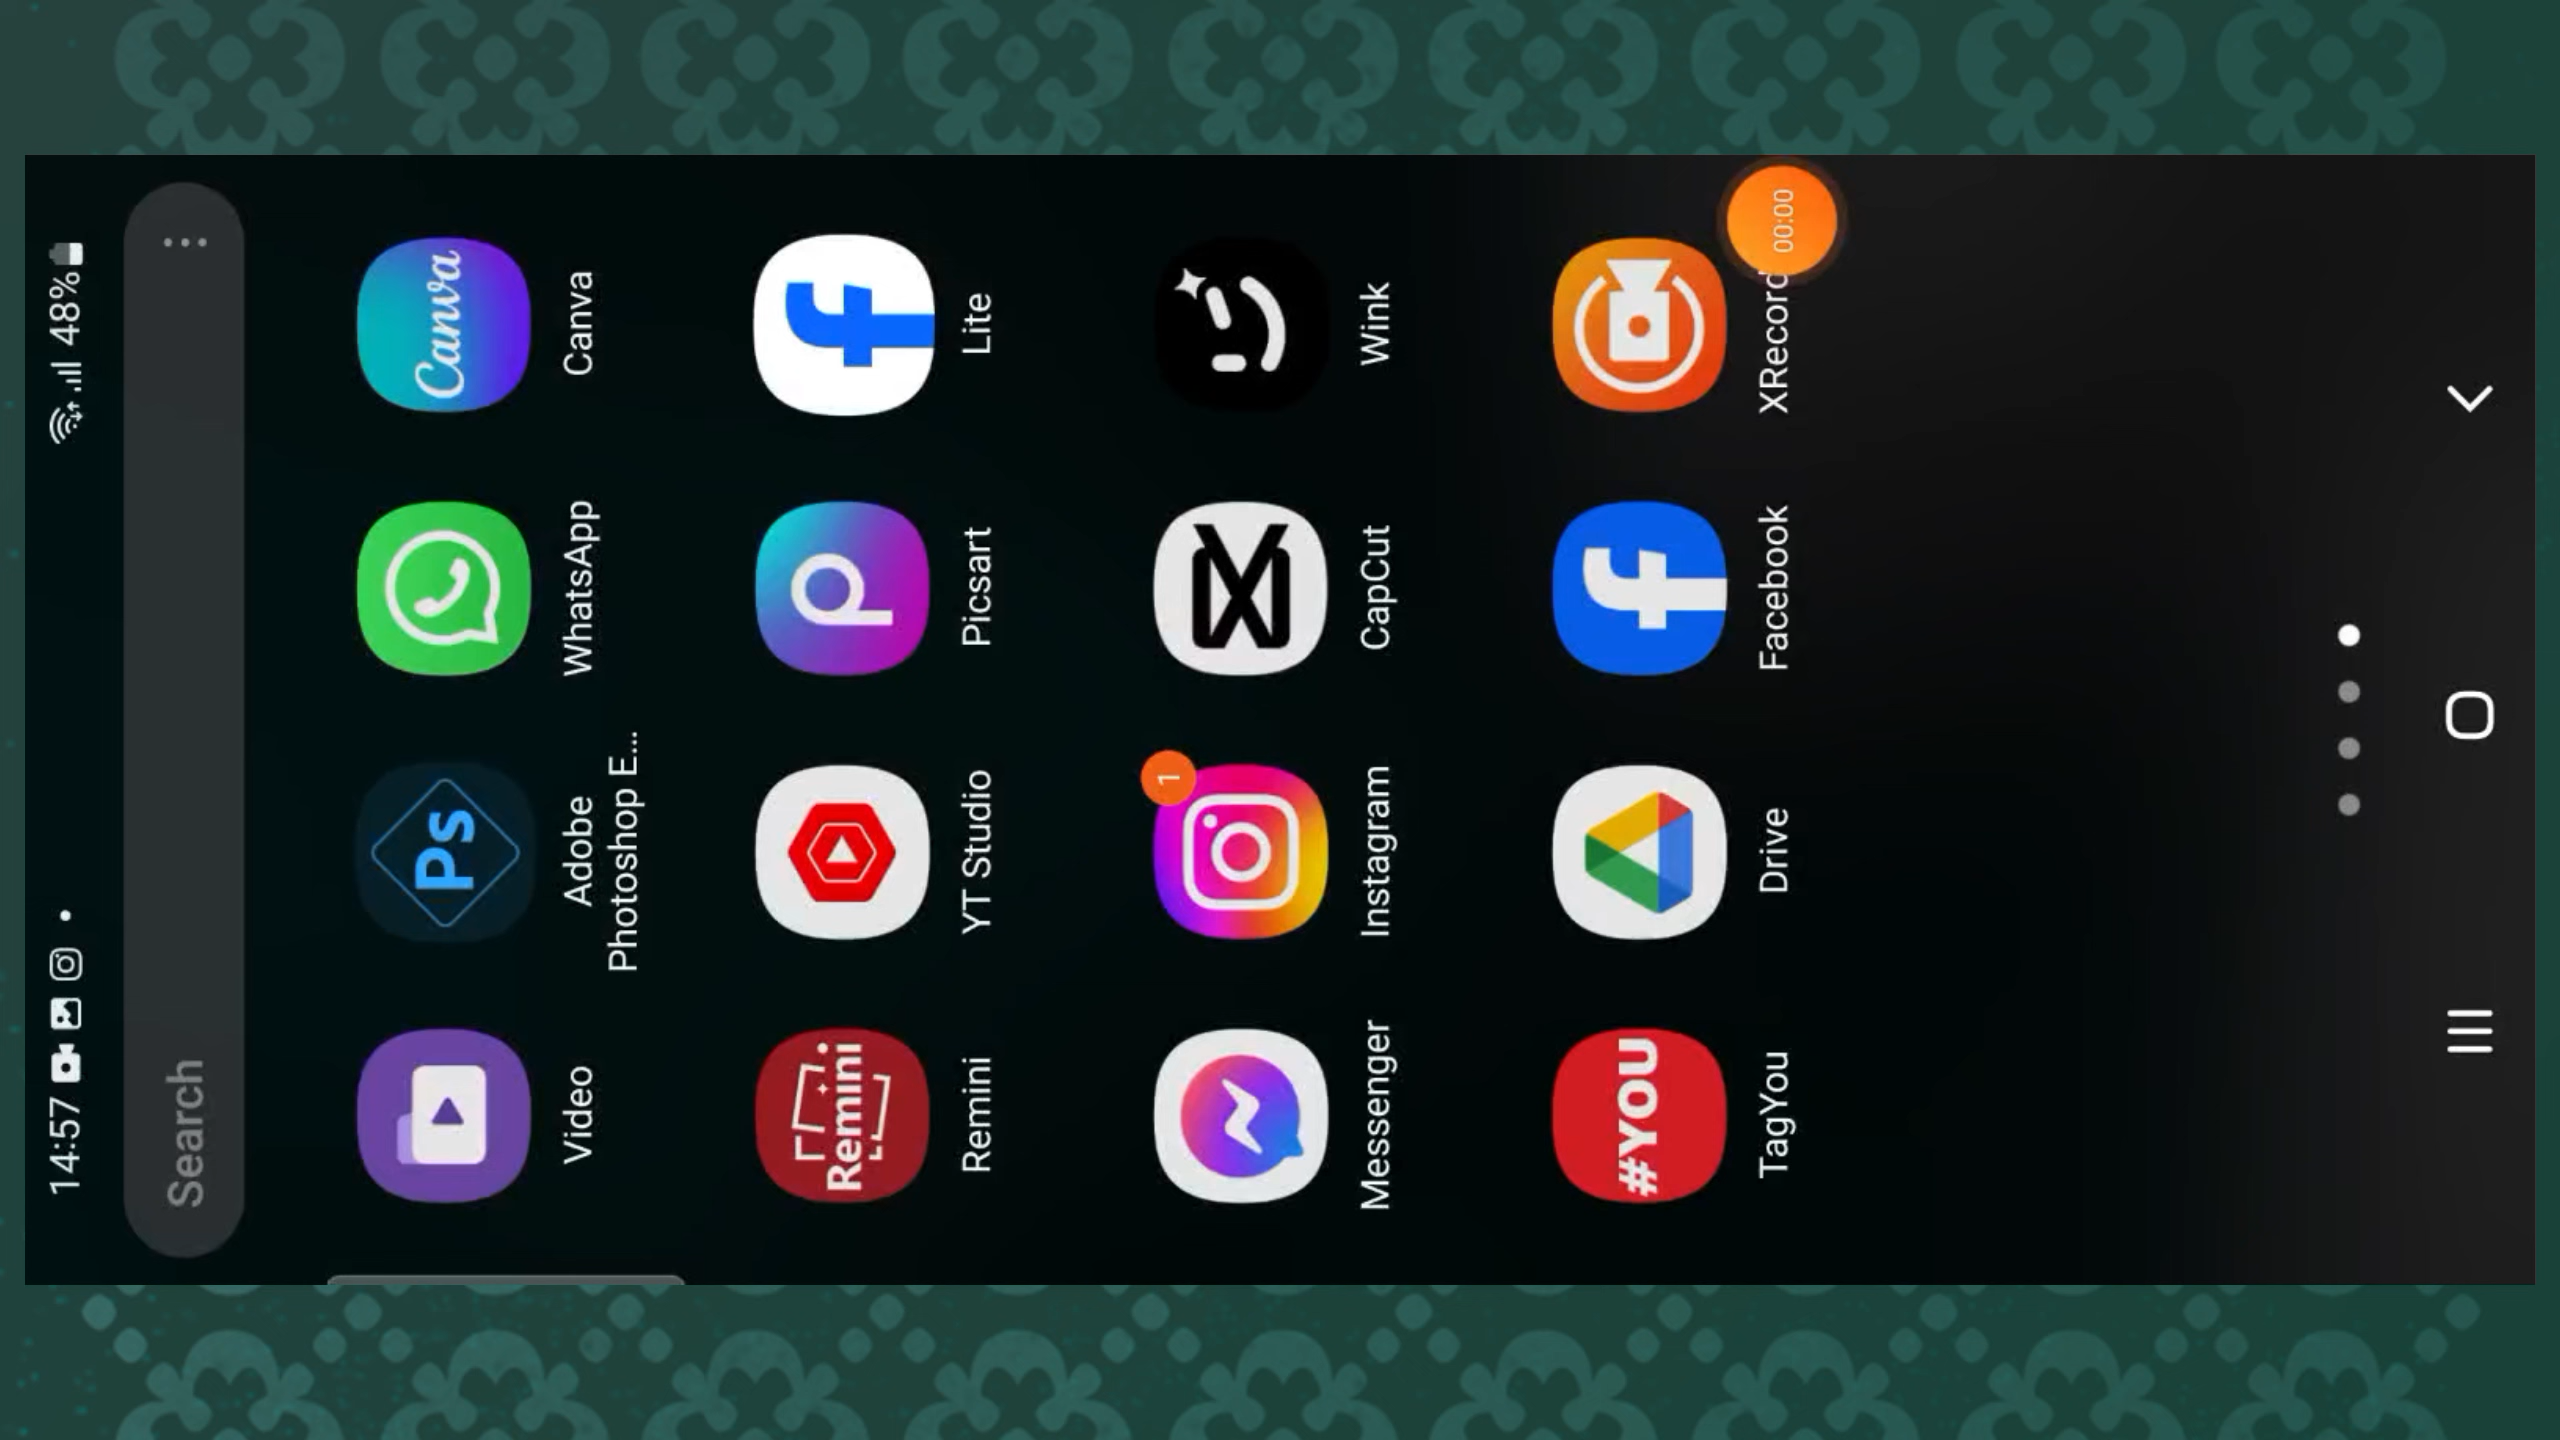 14:57
48%
Search
Ps
Canva
Video
Adobe
Photoshop E...
WhatsApp
Canva
Remini
Remini
YT Studio
Picsart
Lite
1
Messenger
Instagram
CapCut
Wink
#YOU
00:00
TagYou
Drive
Facebook
XRecord